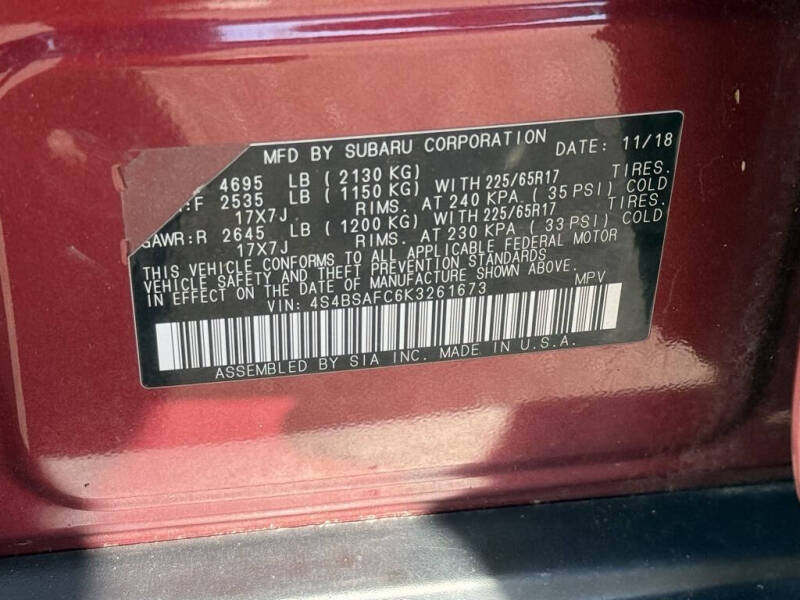 MFD BY SUBARU CORPORATION DATE: 11/18
4695 LB ( 2130 KG)
:F 2535 LB ( 1150 KG) WITH 225/65R17 TIRES.
17X7J RIMS. AT 240 KPA. ( 35 PSI) COLD
GAWR:R 2645 LB ( 1200 KG) WITH 225/65R17 TIRES.
17X7J RIMS. AT 230 KPA ( 33 PSI) COLD
THIS VEHICLE CONFORMS TO ALL APPLICABLE FEDERAL MOTOR
VEHICLE SAFETY AND THEFT PREVENTION STANDARDS
IN EFFECT ON THE DATE OF MANUFACTURE SHOWN ABOVE.
VIN: 4S4BSAFC6K3261673 MPV
ASSEMBLED BY SIA INC. MADE IN U.S.A.